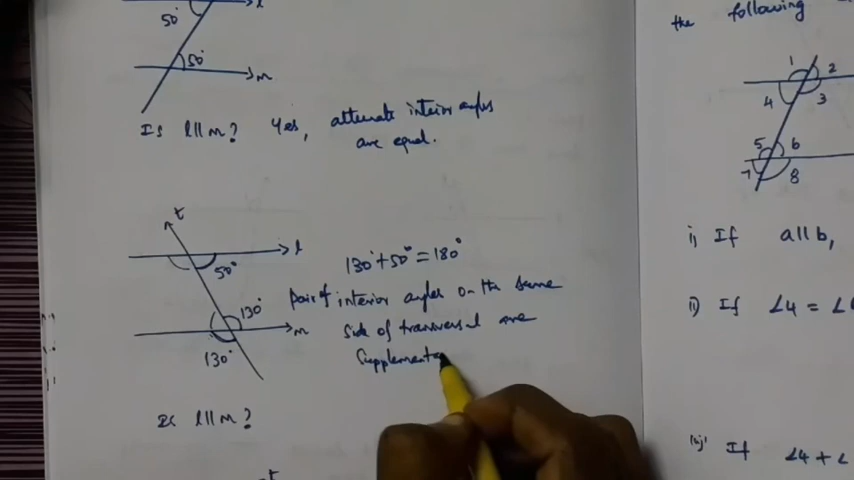 50°
l
50°
m
Is l||m? Yes, alternate interior angles
are equal.
t
l
50°
130°+50°=180°
130°
pair of interior angles on the same
m
side of transversal are
130°
Supplementa
Is l||m?
t
the following
1
2
4
3
5
6
7
8
i) If a||b,
ii) If ∠4 = ∠
iii) If ∠4 + ∠